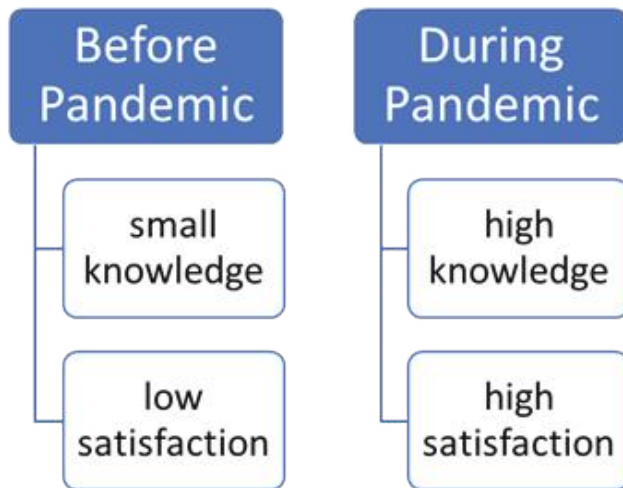 Before
Pandemic
small
knowledge
low
satisfaction
During
Pandemic
high
knowledge
high
satisfaction